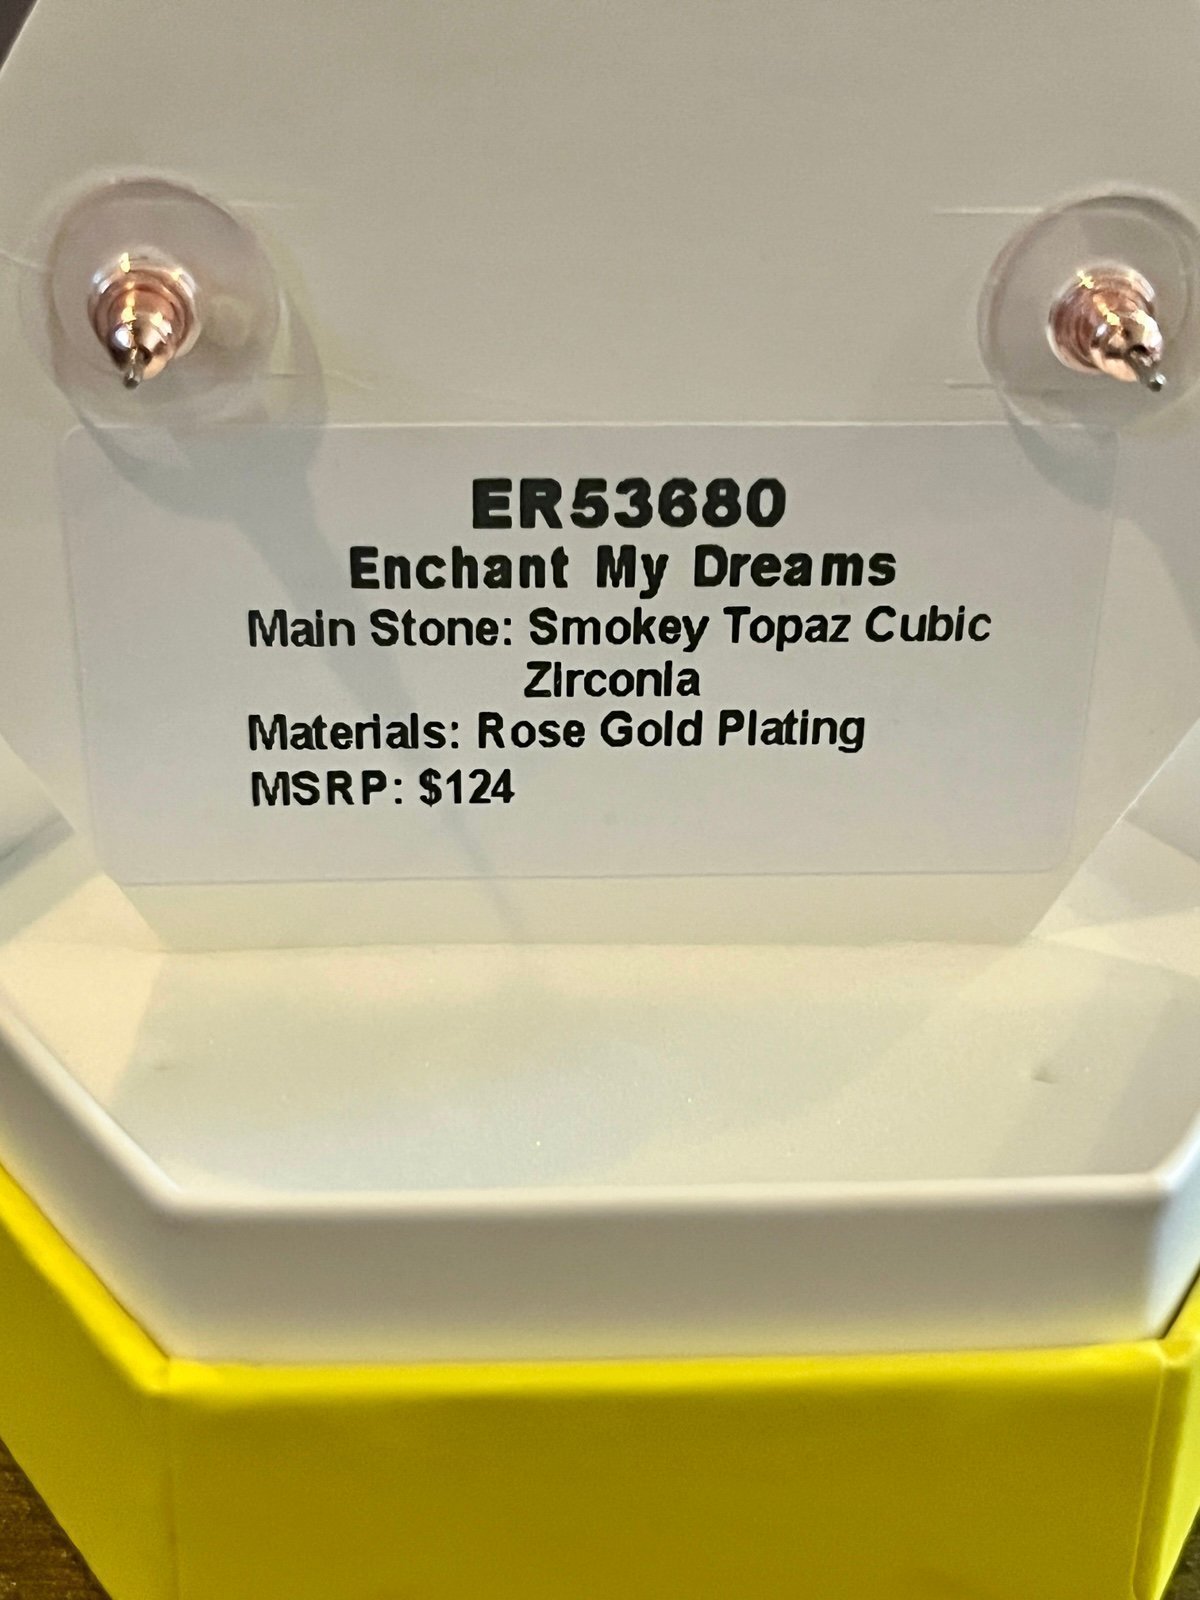 ER53680
Enchant My Dreams
Main Stone: Smokey Topaz Cubic
Zirconia
Materials: Rose Gold Plating
MSRP: $124